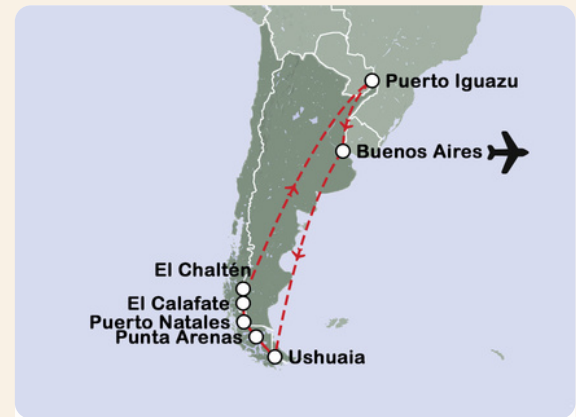 Puerto Iguazu
Buenos Aires
El Chaltén
El Calafate
Puerto Natales
Punta Arenas
Ushuaia